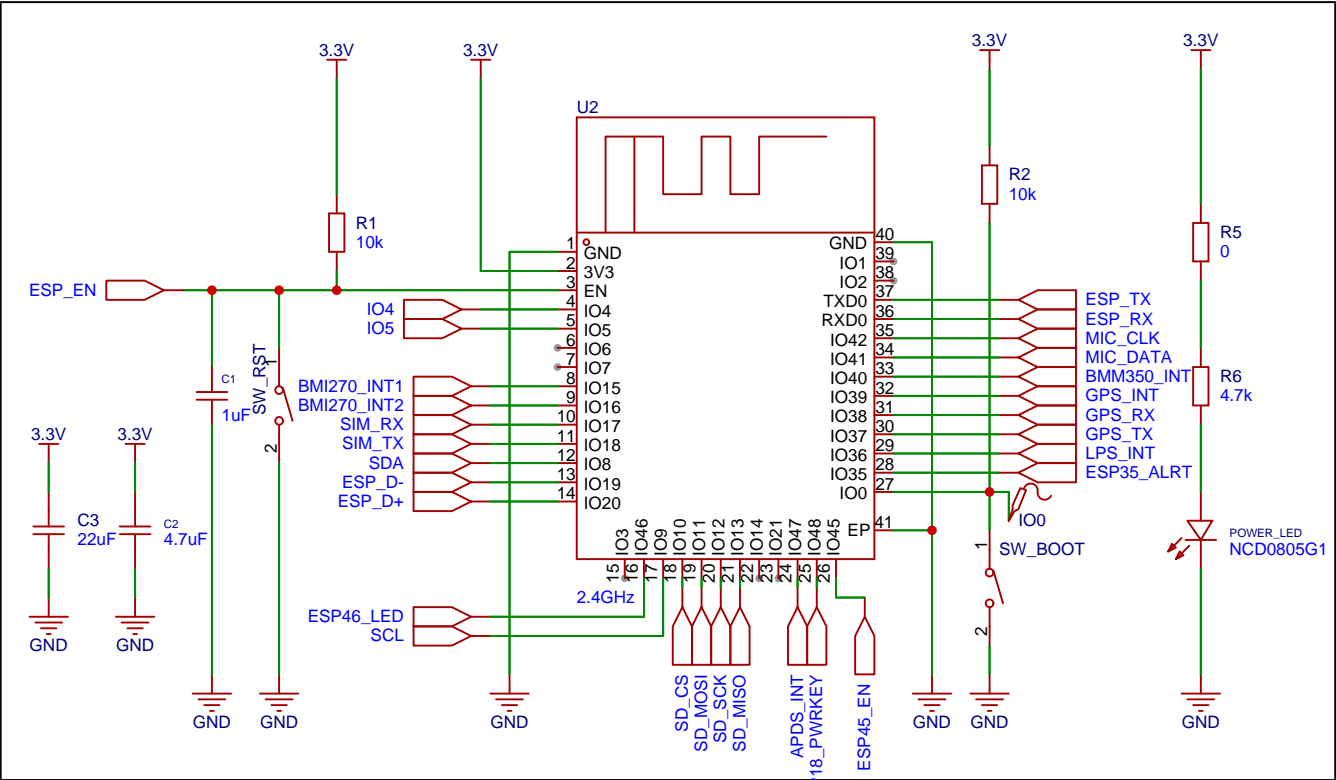 3.3V
3.3V
3.3V
3.3V
U2
R1
10k
R2
10k
R5
0
R6
4.7k
ESP_EN
IO4
IO5
BMI270_INT1
BMI270_INT2
SIM_RX
SIM_TX
SDA
ESP_D-
ESP_D+
1 GND
2 3V3
3 EN
4 IO4
5 IO5
6 IO6
7 IO7
8 IO15
9 IO16
10 IO17
11 IO18
12 IO8
13 IO19
14 IO20
GND 40
IO1 39
IO2 38
TXD0 37
RXD0 36
IO42 35
IO41 34
IO40 33
IO39 32
IO38 31
IO37 30
IO36 29
IO35 28
IO0 27
EP 41
ESP_TX
ESP_RX
MIC_CLK
MIC_DATA
BMM350_INT
GPS_INT
GPS_RX
GPS_TX
LPS_INT
ESP35_ALRT
IO0
C1
1uF
SW_RST
1
2
3.3V
3.3V
C3
22uF
C2
4.7uF
GND
GND
15 IO3
16 IO46
17 IO9
18 IO10
19 IO11
20 IO12
21 IO13
22 IO14
23 IO21
24 IO47
25 IO48
26 IO45
2.4GHz
ESP46_LED
SCL
SD_CS
SD_MOSI
SD_SCK
SD_MISO
APDS_INT
P18_PWRKEY
ESP45_EN
SW_BOOT
1
2
POWER_LED
NCD0805G1
GND
GND
GND
GND
GND
GND